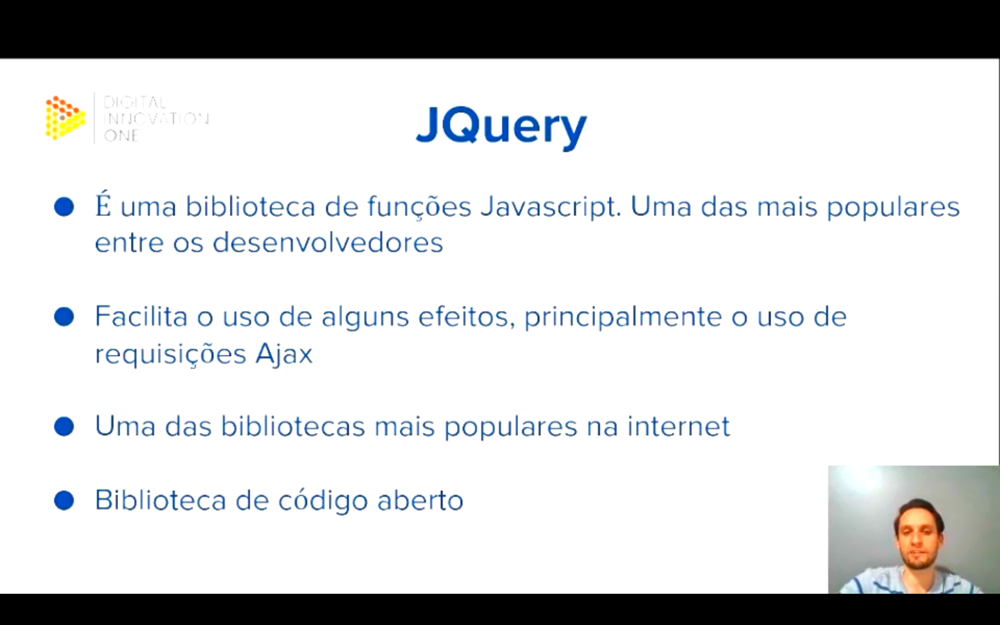 DIGITAL
INNOVATION
ONE
JQuery
É uma biblioteca de funções Javascript. Uma das mais populares
entre os desenvolvedores
Facilita o uso de alguns efeitos, principalmente o uso de
requisições Ajax
Uma das bibliotecas mais populares na internet
Biblioteca de código aberto